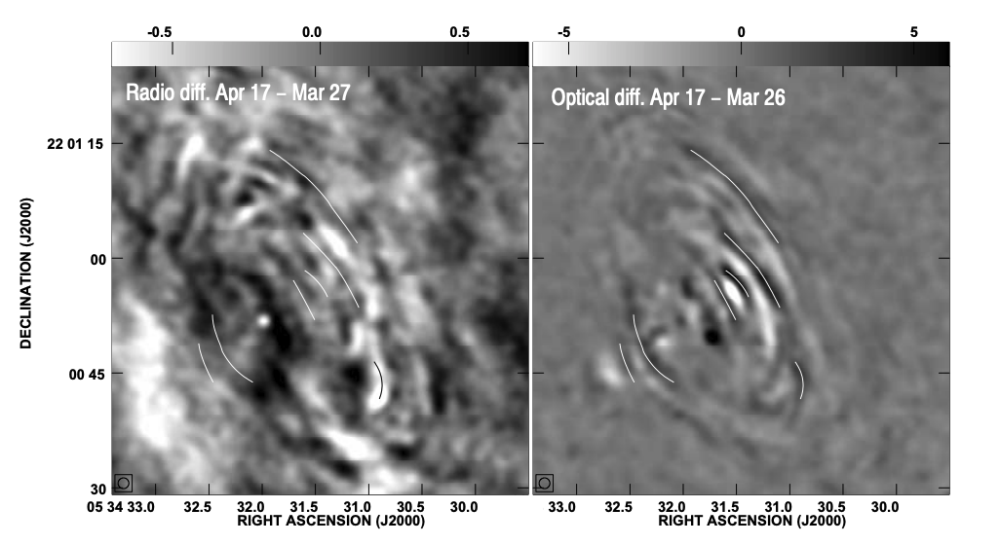 -0.5 0.0 0.5 -5 0 5
Radio diff. Apr 17 – Mar 27
Optical diff. Apr 17 – Mar 26
22 01 15
00
00 45
30
DECLINATION (J2000)
05 34 33.0 32.5 32.0 31.5 31.0 30.5 30.0 33.0 32.5 32.0 31.5 31.0 30.5 30.0
RIGHT ASCENSION (J2000) RIGHT ASCENSION (J2000)